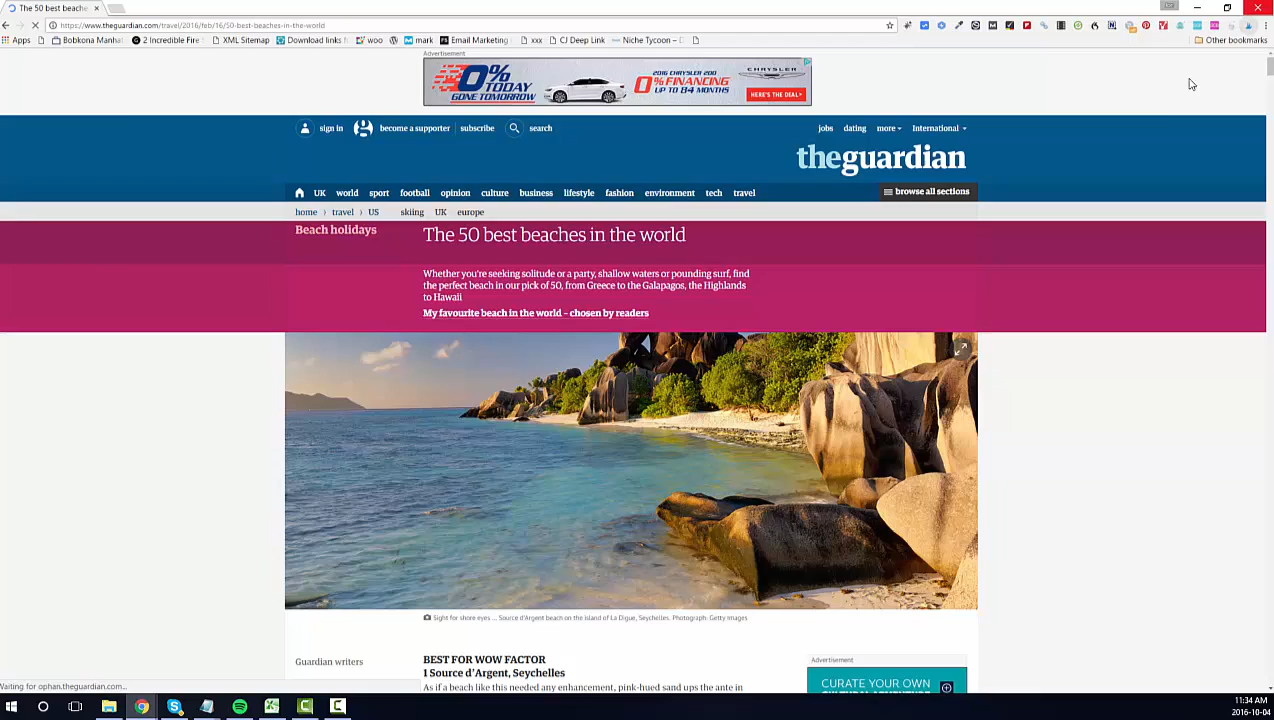 The 50 best beache
https://www.theguardian.com/travel/2016/feb/16/50-best-beaches-in-the-world
Apps
Bobkona Manha
2 Incredible Fire
XML Sitemap
Download links f
woo
mark
Email Marketing
xxx
CJ Deep Link
Niche Tycoon –
Other bookmarks
Advertisement
0% TODAY
GONE TOMORROW
2016 CHRYSLER 200
0% FINANCING
UP TO 84 MONTHS
CHRYSLER
HERE'S THE DEAL>
sign in
become a supporter
subscribe
search
jobs
dating
more
International
theguardian
UK world sport football opinion culture business lifestyle fashion environment tech travel
browse all sections
home › travel › US skiing UK europe
Beach holidays
The 50 best beaches in the world
Whether you're seeking solitude or a party, shallow waters or pounding surf, find
the perfect beach in our pick of 50, from Greece to the Galapagos, the Highlands
to Hawaii
My favourite beach in the world – chosen by readers
Sight for shore eyes ... Source d'Argent beach on the island of La Digue, Seychelles. Photograph: Getty Images
Guardian writers
BEST FOR WOW FACTOR
1 Source d'Argent, Seychelles
As if a beach like this needed any enhancement, pink-hued sand ups the ante in
Advertisement
CURATE YOUR OWN
Waiting for ophan.theguardian.com...
11:34 AM
2016-10-04